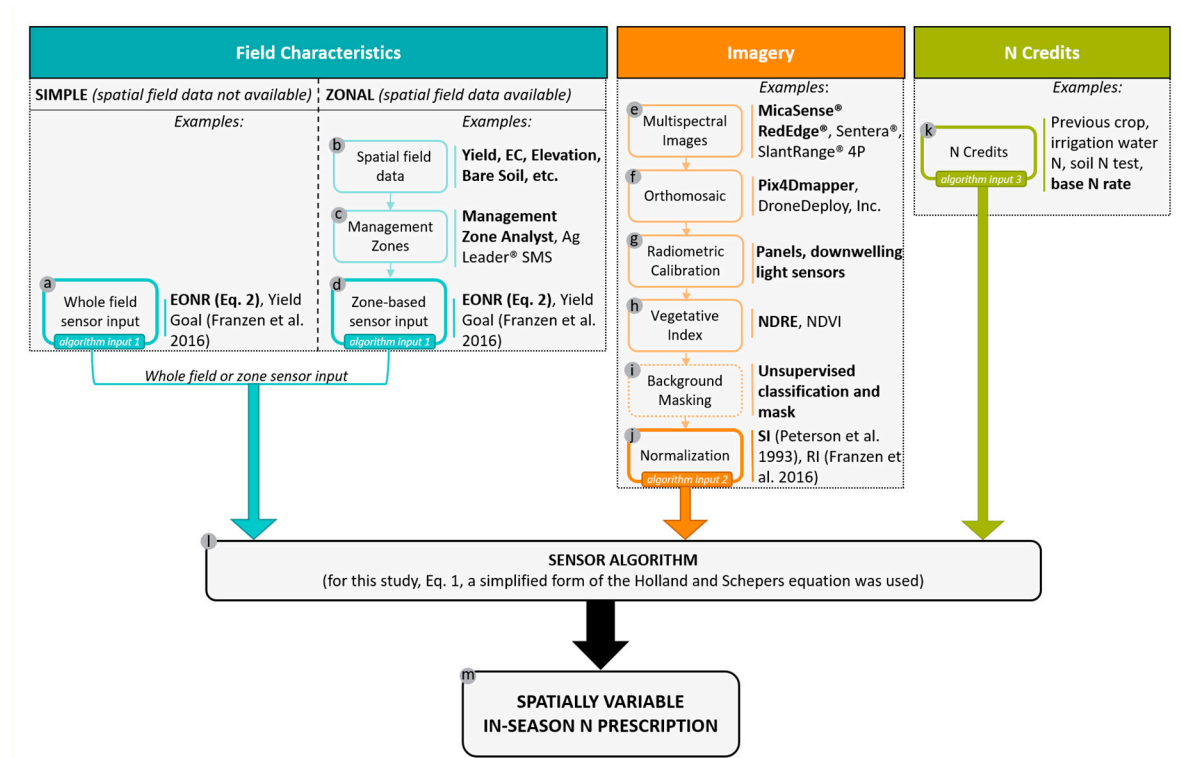 Field Characteristics
SIMPLE (spatial field data not available)
Examples:
a
Whole field
sensor input
algorithm input 1
EONR (Eq. 2), Yield
Goal (Franzen et al.
2016)
ZONAL (spatial field data available)
Examples:
b
Spatial field
data
Yield, EC, Elevation,
Bare Soil, etc.
c
Management
Zones
Management
Zone Analyst, Ag
Leader® SMS
d
Zone-based
sensor input
algorithm input 1
EONR (Eq. 2), Yield
Goal (Franzen et al.
2016)
Whole field or zone sensor input
Imagery
Examples:
e
Multispectral
Images
MicaSense®
RedEdge®, Sentera®,
SlantRange® 4P
f
Orthomosaic
Pix4Dmapper,
DroneDeploy, Inc.
g
Radiometric
Calibration
Panels, downwelling
light sensors
h
Vegetative
Index
NDRE, NDVI
i
Background
Masking
Unsupervised
classification and
mask
j
Normalization
algorithm input 2
SI (Peterson et al.
1993), RI (Franzen et
al. 2016)
N Credits
Examples:
k
N Credits
algorithm input 3
Previous crop,
irrigation water
N, soil N test,
base N rate
l
SENSOR ALGORITHM
(for this study, Eq. 1, a simplified form of the Holland and Schepers equation was used)
m
SPATIALLY VARIABLE
IN-SEASON N PRESCRIPTION